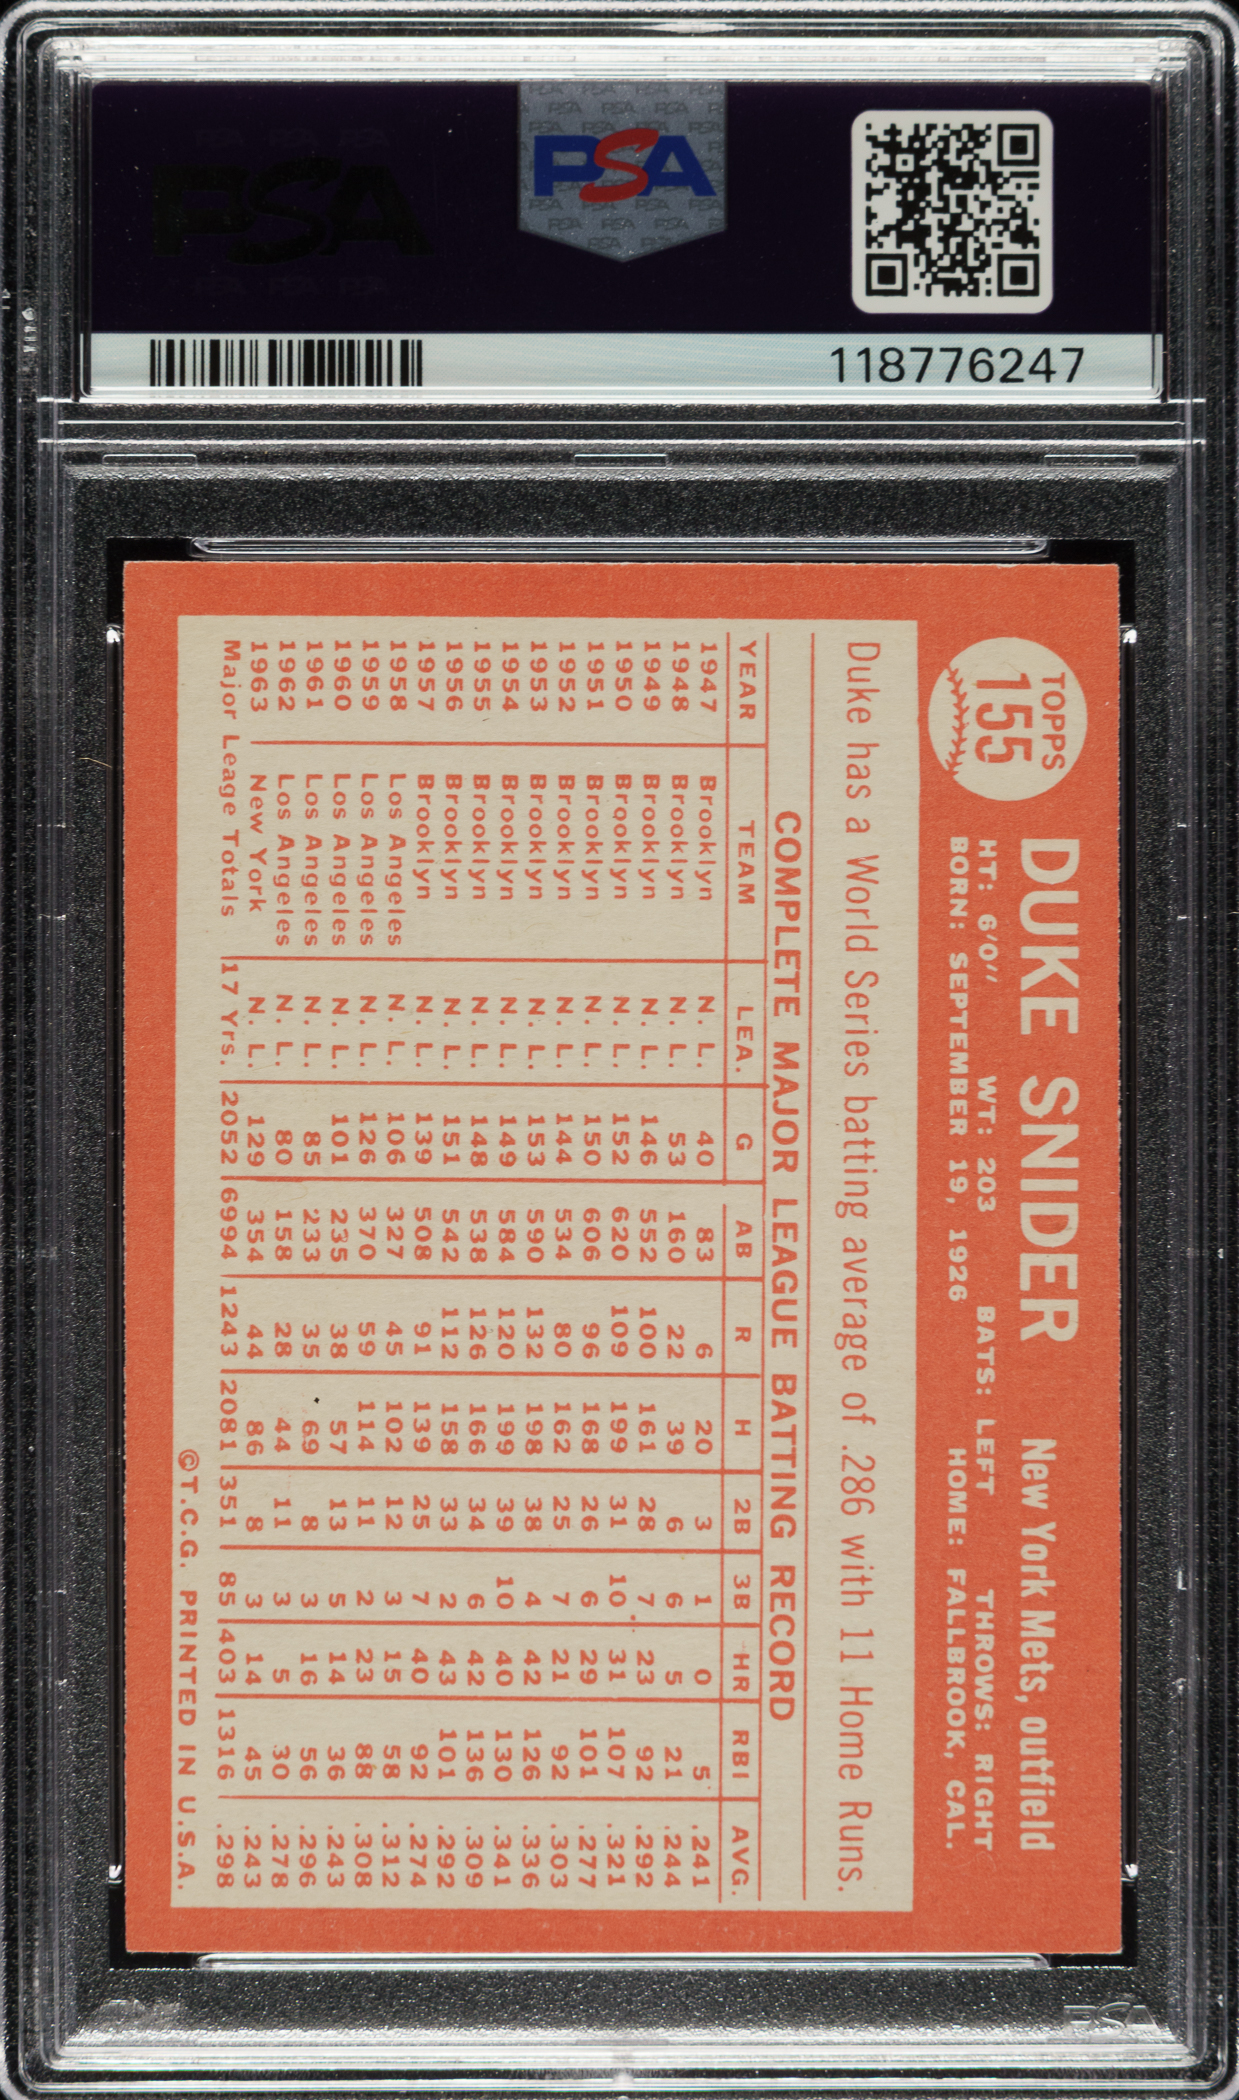 PSA
PSA
118776247
TOPPS
155
DUKE SNIDER New York Mets, outfield
HT: 6'0" WT: 203 BATS: LEFT THROWS: RIGHT
BORN: SEPTEMBER 19, 1926 HOME: FALLBROOK, CAL.
Duke has a World Series batting average of .286 with 11 Home Runs.
COMPLETE MAJOR LEAGUE BATTING RECORD
YEAR TEAM LEA. G AB R H 2B 3B HR RBI AVG.
1947 Brooklyn N. L. 40 83 6 20 3 1 0 5 .241
1948 Brooklyn N. L. 53 160 22 39 6 6 5 21 .244
1949 Brooklyn N. L. 146 552 100 161 28 7 23 92 .292
1950 Brooklyn N. L. 152 620 109 199 31 10 31 107 .321
1951 Brooklyn N. L. 150 606 96 168 26 6 29 101 .277
1952 Brooklyn N. L. 144 534 80 162 25 7 21 92 .303
1953 Brooklyn N. L. 153 590 132 198 38 4 42 126 .336
1954 Brooklyn N. L. 149 584 120 199 39 10 40 130 .341
1955 Brooklyn N. L. 148 538 126 166 34 6 42 136 .309
1956 Brooklyn N. L. 151 542 112 158 33 2 43 101 .292
1957 Brooklyn N. L. 139 508 91 139 25 7 40 92 .274
1958 Los Angeles N. L. 106 327 45 102 12 3 15 58 .312
1959 Los Angeles N. L. 126 370 59 114 11 2 23 88 .308
1960 Los Angeles N. L. 101 235 38 57 13 5 14 36 .243
1961 Los Angeles N. L. 85 233 35 69 8 3 16 56 .296
1962 Los Angeles N. L. 80 158 28 44 11 3 5 30 .278
1963 New York N. L. 129 354 44 86 8 3 14 45 .243
Major Leage Totals 17 Yrs. 2052 6994 1243 2081 351 85 403 1316 .298
©T.C.G. PRINTED IN U.S.A.
PSA